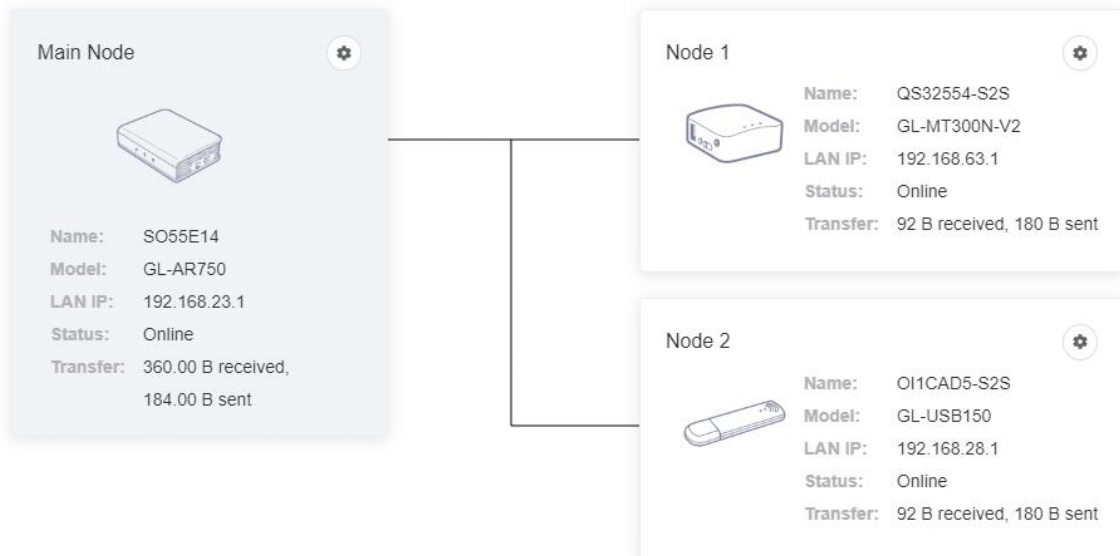 Main Node
Name: SO55E14
Model: GL-AR750
LAN IP: 192.168.23.1
Status: Online
Transfer: 360.00 B received,
184.00 B sent
Node 1
Name: QS32554-S2S
Model: GL-MT300N-V2
LAN IP: 192.168.63.1
Status: Online
Transfer: 92 B received, 180 B sent
Node 2
Name: OI1CAD5-S2S
Model: GL-USB150
LAN IP: 192.168.28.1
Status: Online
Transfer: 92 B received, 180 B sent